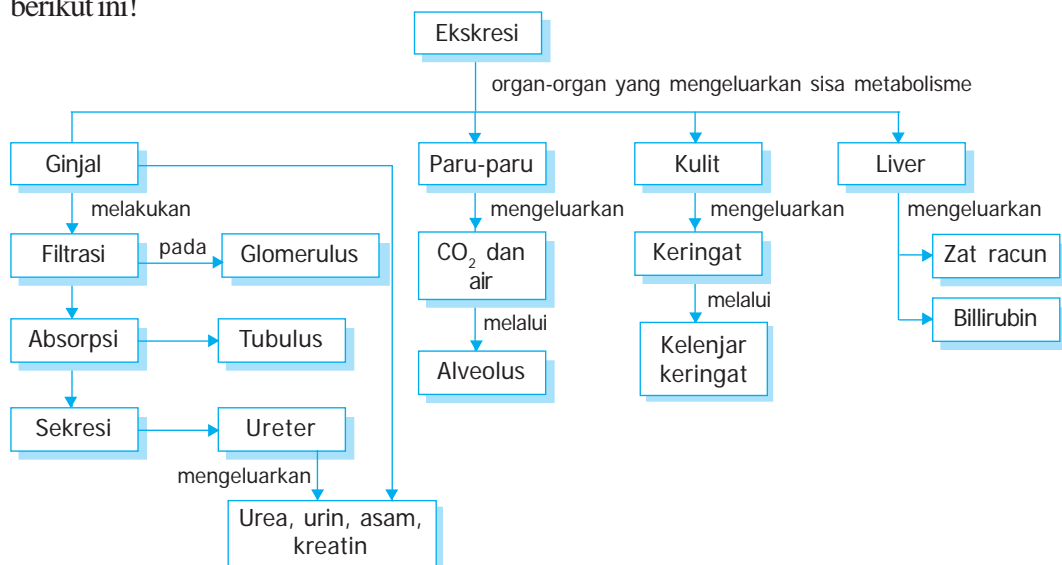 berikut ini!
Ekskresi
organ-organ yang mengeluarkan sisa metabolisme
Ginjal
Paru-paru
Kulit
Liver
melakukan
mengeluarkan
mengeluarkan
mengeluarkan
Filtrasi
pada
Glomerulus
CO₂ dan
air
Keringat
Zat racun
melalui
melalui
Absorpsi
Tubulus
Billirubin
Alveolus
Kelenjar
keringat
Sekresi
Ureter
mengeluarkan
Urea, urin, asam,
kreatin